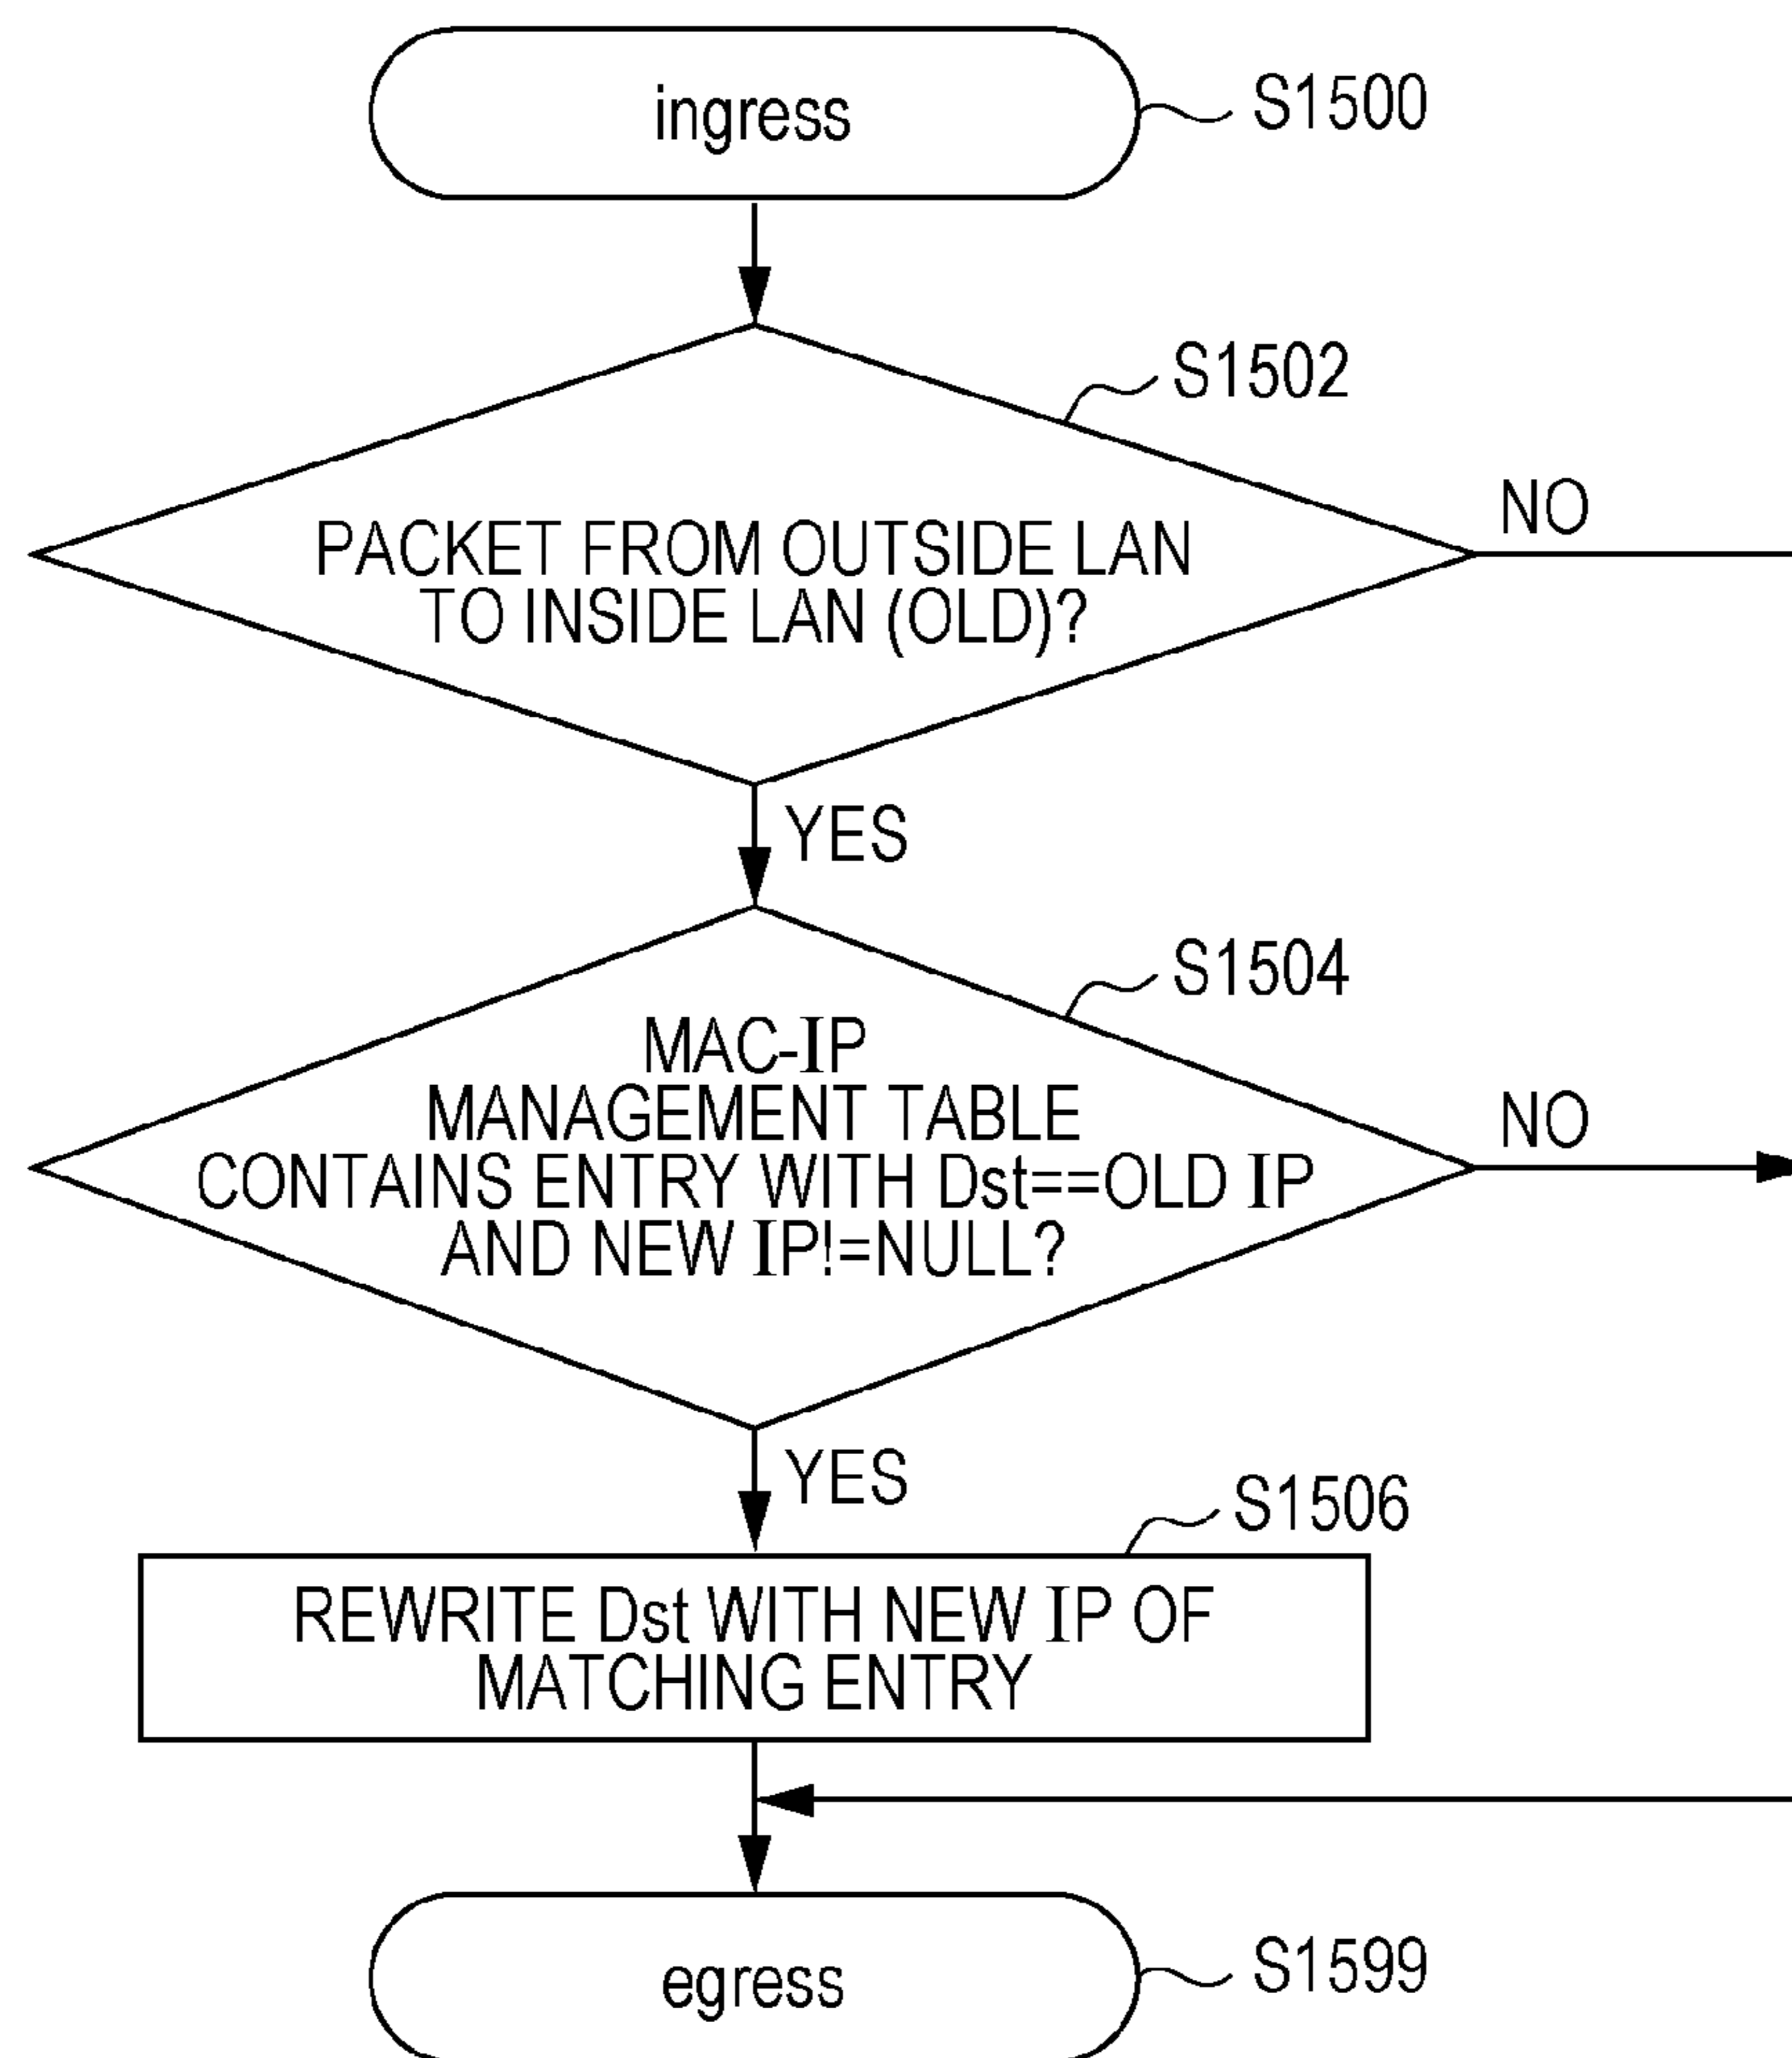 ingress
S1500
S1502
PACKET FROM OUTSIDE LAN
TO INSIDE LAN (OLD)?
NO
YES
S1504
MAC-IP
MANAGEMENT TABLE
CONTAINS ENTRY WITH Dst==OLD IP
AND NEW IP!=NULL?
NO
YES
S1506
REWRITE Dst WITH NEW IP OF
MATCHING ENTRY
egress
S1599